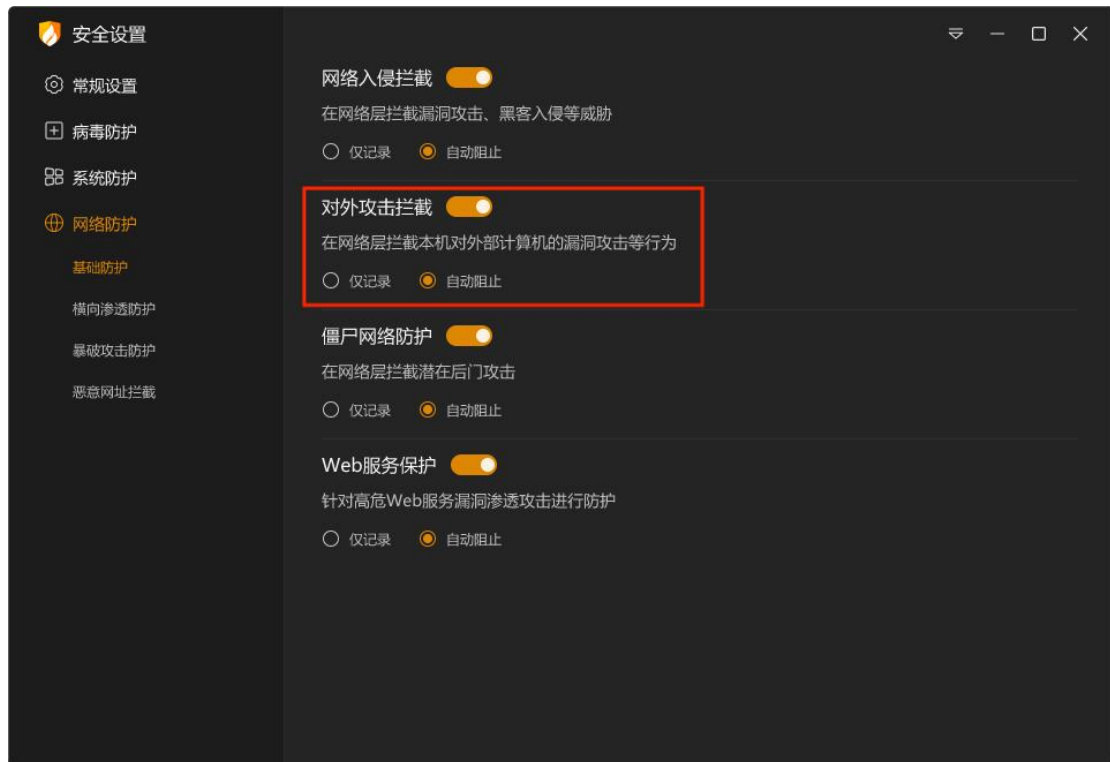 安全设置
常规设置
病毒防护
系统防护
网络防护
基础防护
横向渗透防护
暴破攻击防护
恶意网址拦截
网络入侵拦截
在网络层拦截漏洞攻击、黑客入侵等威胁
仅记录 自动阻止
对外攻击拦截
在网络层拦截本机对外部计算机的漏洞攻击等行为
仅记录 自动阻止
僵尸网络防护
在网络层拦截潜在后门攻击
仅记录 自动阻止
Web服务保护
针对高危Web服务漏洞渗透攻击进行防护
仅记录 自动阻止